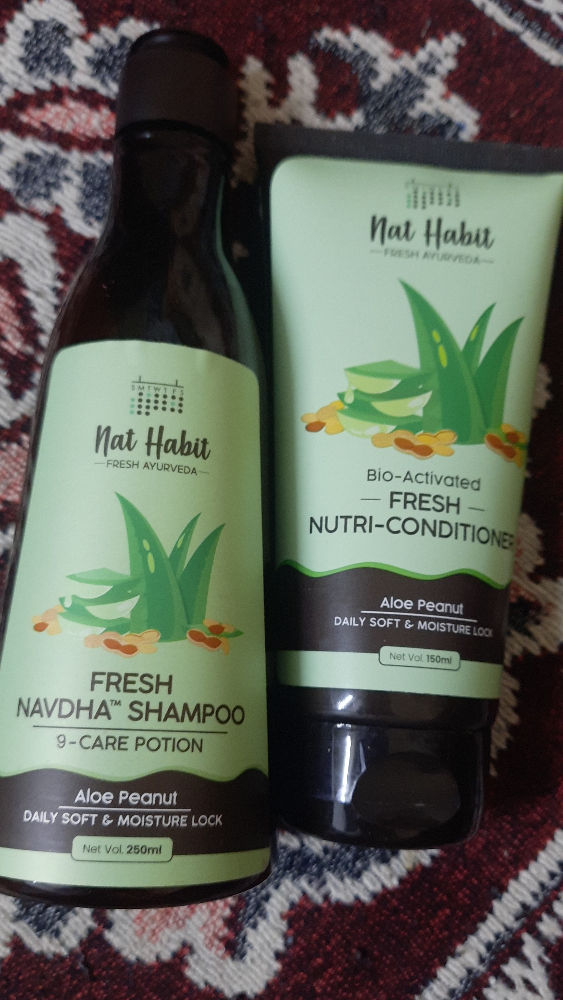 S M T W T F S
Nat Habit
FRESH AYURVEDA
FRESH
NAVDHA™ SHAMPOO
9-CARE POTION
Aloe Peanut
DAILY SOFT & MOISTURE LOCK
Net Vol. 250ml
Nat Habit
FRESH AYURVEDA
Bio-Activated
FRESH
NUTRI-CONDITIONER
Aloe Peanut
DAILY SOFT & MOISTURE LOCK
Net Vol. 150ml